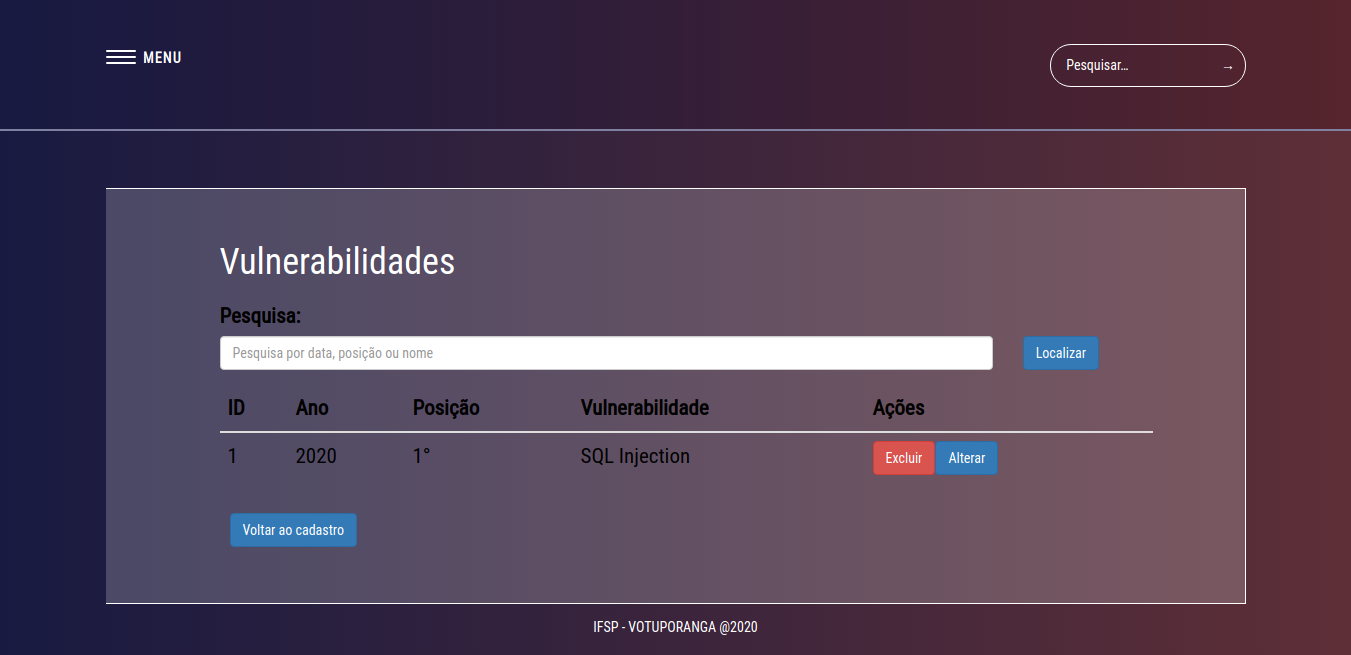 MENU
Pesquisar... →
Vulnerabilidades
Pesquisa:
Pesquisa por data, posição ou nome Localizar
ID Ano Posição Vulnerabilidade Ações
1 2020 1° SQL Injection Excluir Alterar
Voltar ao cadastro
IFSP - VOTUPORANGA @2020